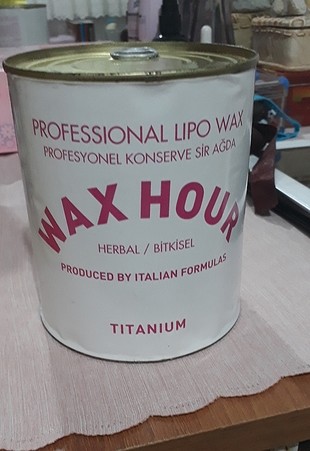 PROFESSIONAL LIPO WAX
PROFESYONEL KONSERVE SİR AĞDA
WAX HOUR
HERBAL / BİTKİSEL
PRODUCED BY ITALIAN FORMULAS
TITANIUM